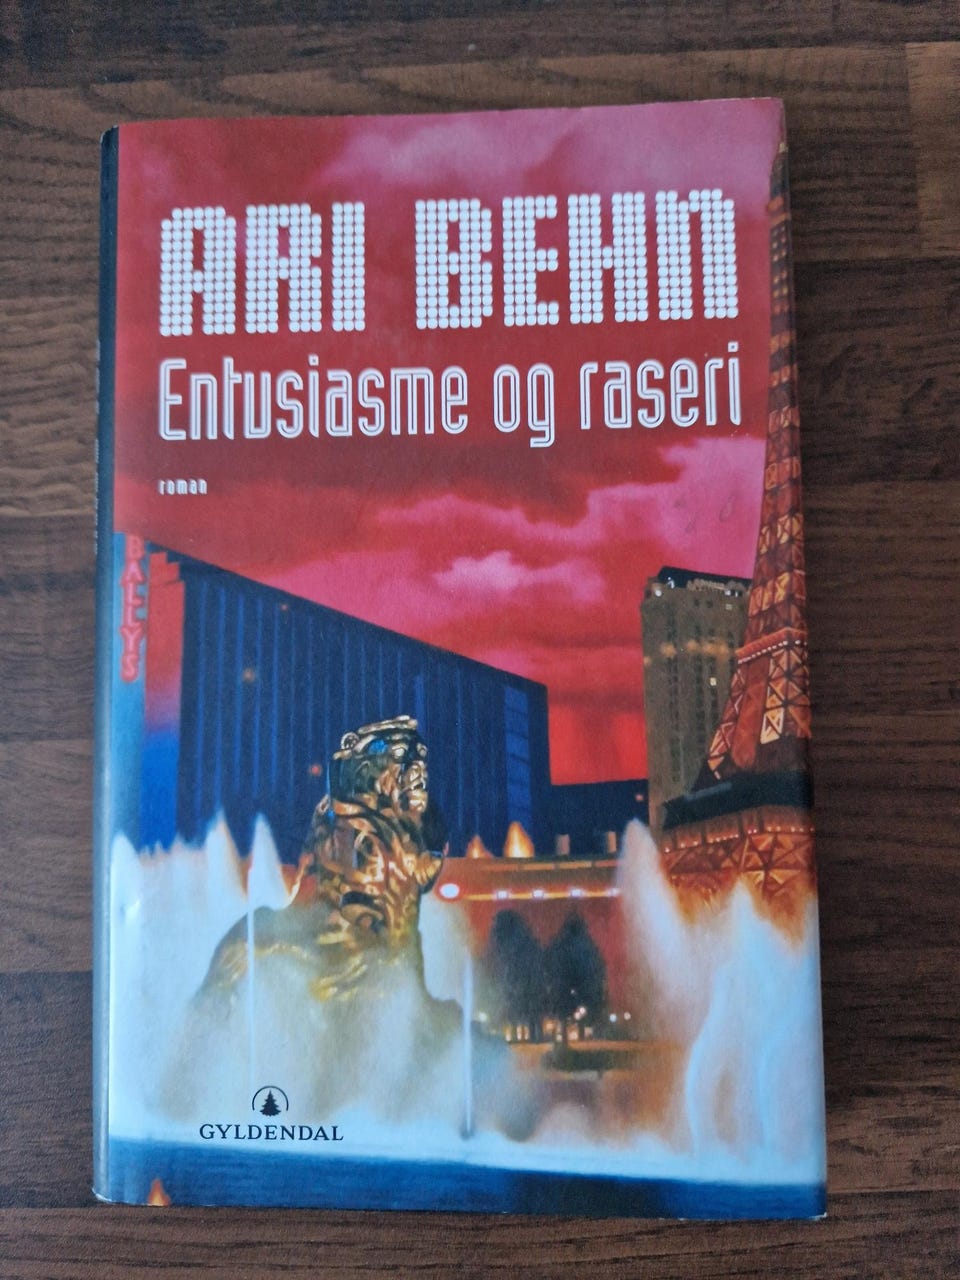 ARI BEHN
Entusiasme og raseri
roman
BALLYS
GYLDENDAL